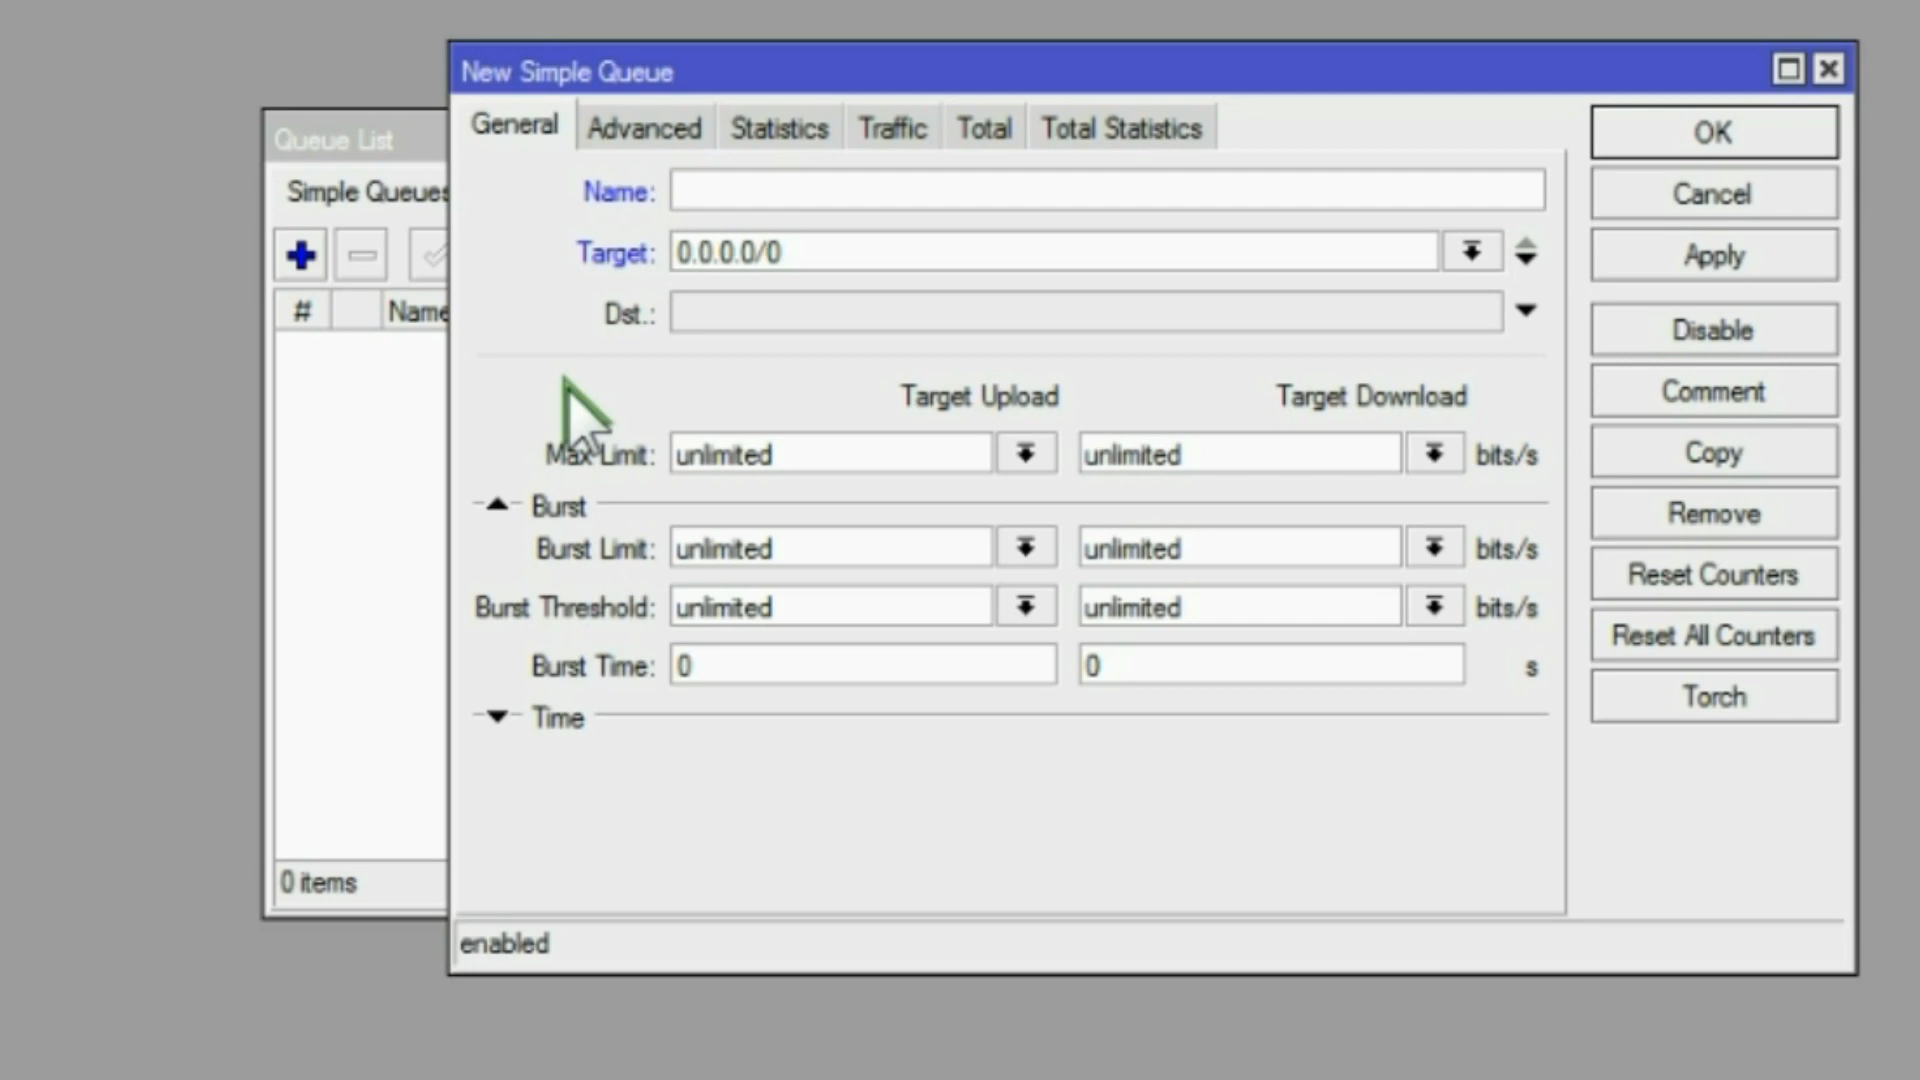 New Simple Queue
Queue List
Simple Queues
# Name
0 items
General Advanced Statistics Traffic Total Total Statistics
Name:
Target: 0.0.0.0/0
Dst.:
Target Upload Target Download
Max Limit: unlimited unlimited bits/s
Burst
Burst Limit: unlimited unlimited bits/s
Burst Threshold: unlimited unlimited bits/s
Burst Time: 0 0 s
Time
enabled
OK
Cancel
Apply
Disable
Comment
Copy
Remove
Reset Counters
Reset All Counters
Torch